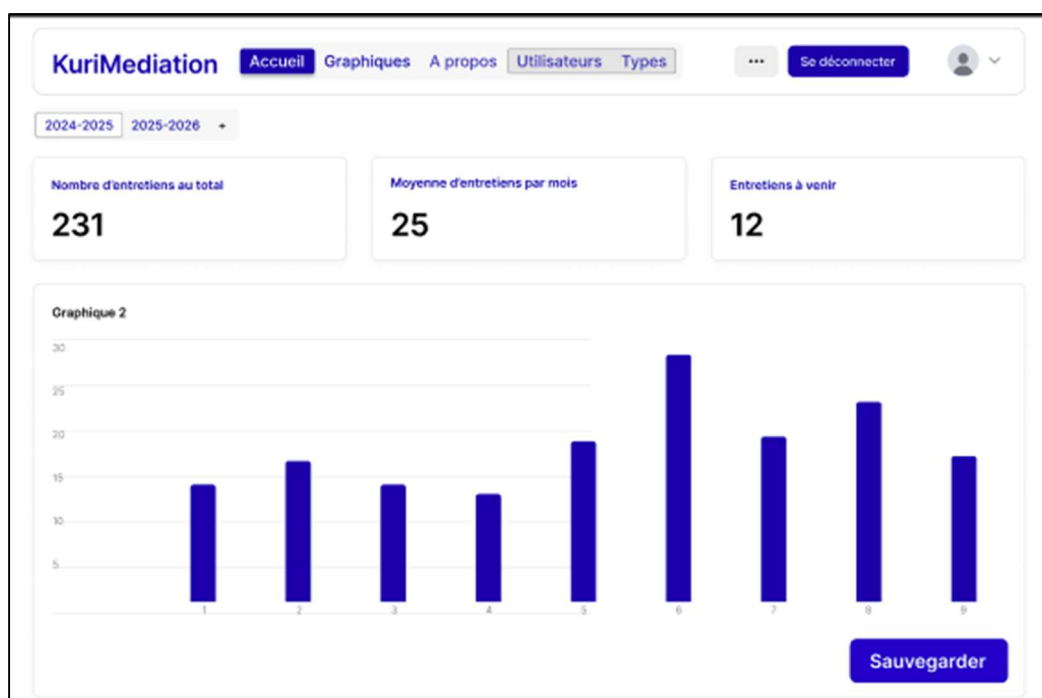 KuriMediation Accueil Graphiques A propos Utilisateurs Types ••• Se déconnecter
2024-2025 2025-2026 +
Nombre d'entretiens au total Moyenne d'entretiens par mois Entretiens à venir
231 25 12
Graphique 2
30
25
20
15
10
5
1 2 3 4 5 6 7 8 9
Sauvegarder